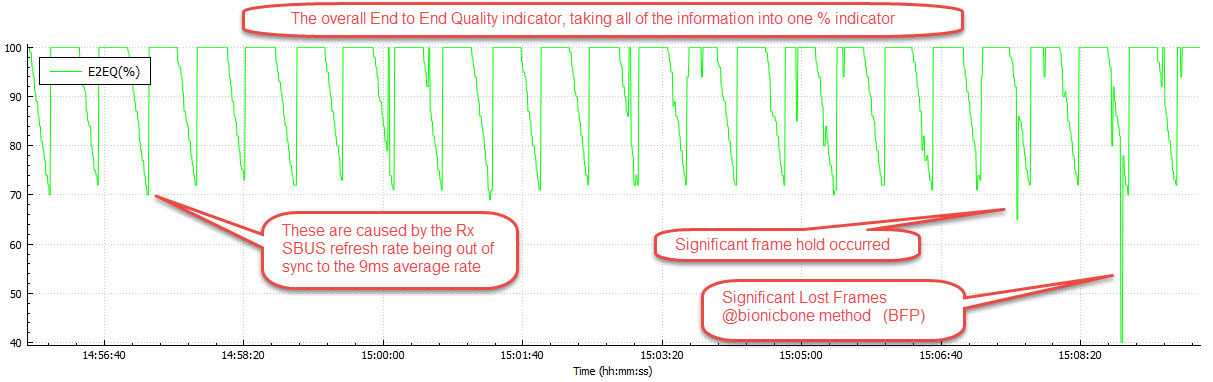 The overall End to End Quality indicator, taking all of the information into one % indicator
100
E2EQ(%)
90
80
70
These are caused by the Rx
SBUS refresh rate being out of
sync to the 9ms average rate
Significant frame hold occurred
60
Significant Lost Frames
@bionicbone method (BFP)
50
40
14:56:40 14:58:20 15:00:00 15:01:40 15:03:20 15:05:00 15:06:40 15:08:20
Time (hh:mm:ss)